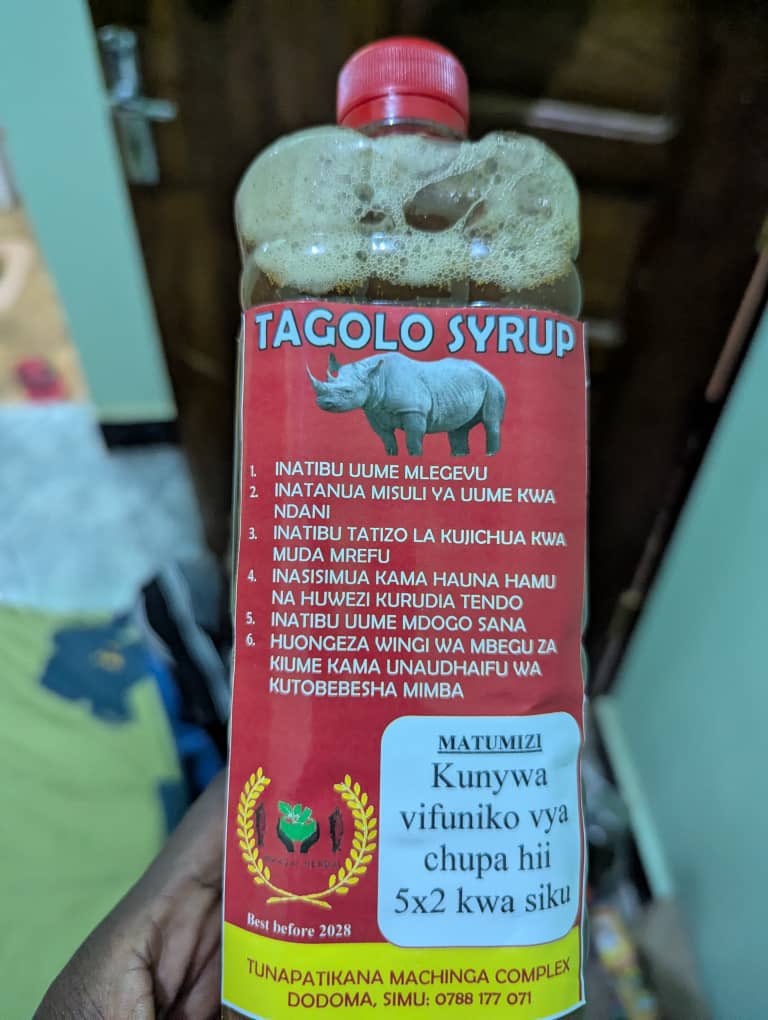 TAGOLO SYRUP
1. INATIBU UUME MLEGEVU
2. INATANUA MISULI YA UUME KWA
NDANI
3. INATIBU TATIZO LA KUJICHUA KWA
MUDA MREFU
4. INASISIMUA KAMA HAUNA HAMU
NA HUWEZI KURUDIA TENDO
5. INATIBU UUME MDOGO SANA
6. HUONGEZA WINGI WA MBEGU ZA
KIUME KAMA UNAUDHAIFU WA
KUTOBEBESHA MIMBA
MATUMIZI
Kunywa
vifuniko vya
chupa hii
5x2 kwa siku
HERBAL
Best before 2028
TUNAPATIKANA MACHINGA COMPLEX
DODOMA, SIMU: 0788 177 071